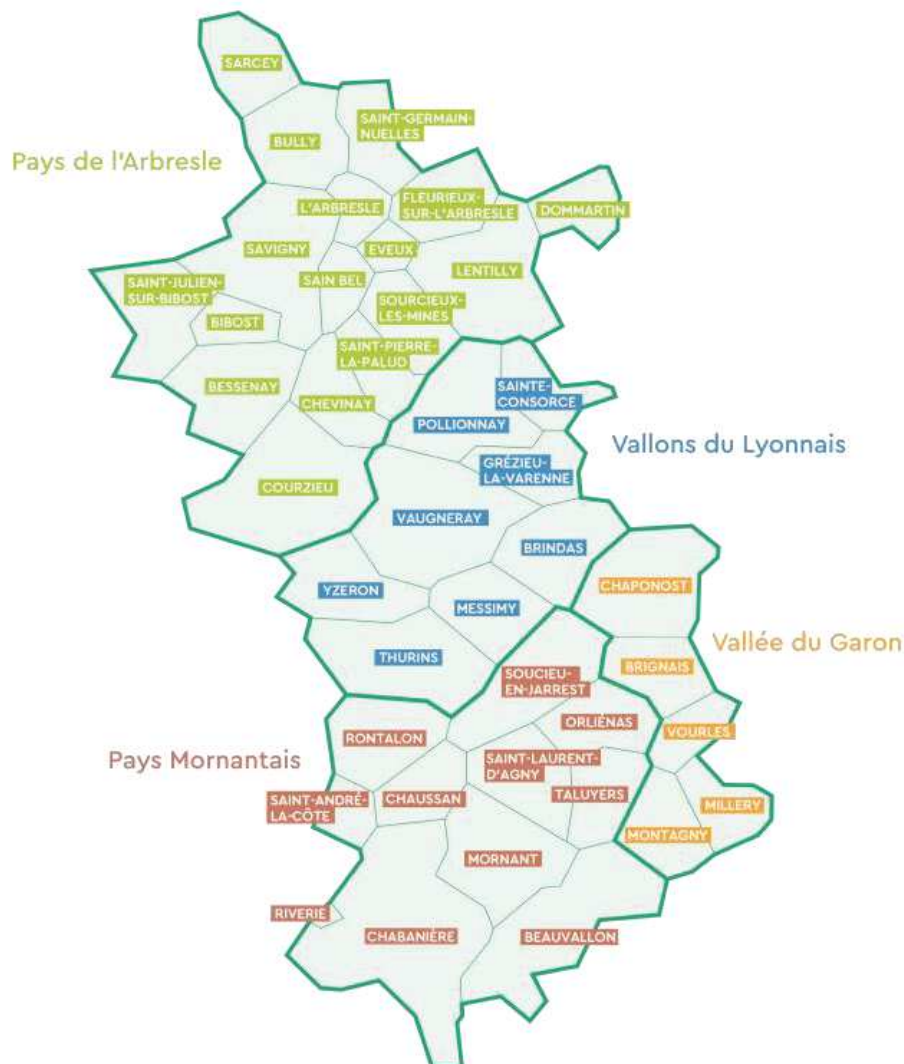 SARCEY
SAINT-GERMAIN-
NUELLES
BULLY
Pays de l'Arbresle
L'ARBRESLE
FLEURIEUX-
SUR-L'ARBRESLE
DOMMARTIN
SAVIGNY
EVEUX
LENTILLY
SAINT-JULIEN-
SUR-BIBOST
SAIN BEL
SOURCIEUX-
LES-MINES
BIBOST
SAINT-PIERRE-
LA-PALUD
BESSENAY
CHEVINAY
SAINTE-
CONSORCE
POLLIONNAY
Vallons du Lyonnais
GRÉZIEU-
LA-VARENNE
COURZIEU
VAUGNERAY
BRINDAS
YZERON
MESSIMY
CHAPONOST
THURINS
Vallée du Garon
BRIGNAIS
SOUCIEU-
EN-JARREST
ORLIÉNAS
VOURLES
RONTALON
Pays Mornantais
SAINT-LAURENT-
D'AGNY
SAINT-ANDRÉ-
LA-CÔTE
CHAUSSAN
TALUYERS
MILLERY
MONTAGNY
MORNANT
RIVERIE
CHABANIÈRE
BEAUVALLON